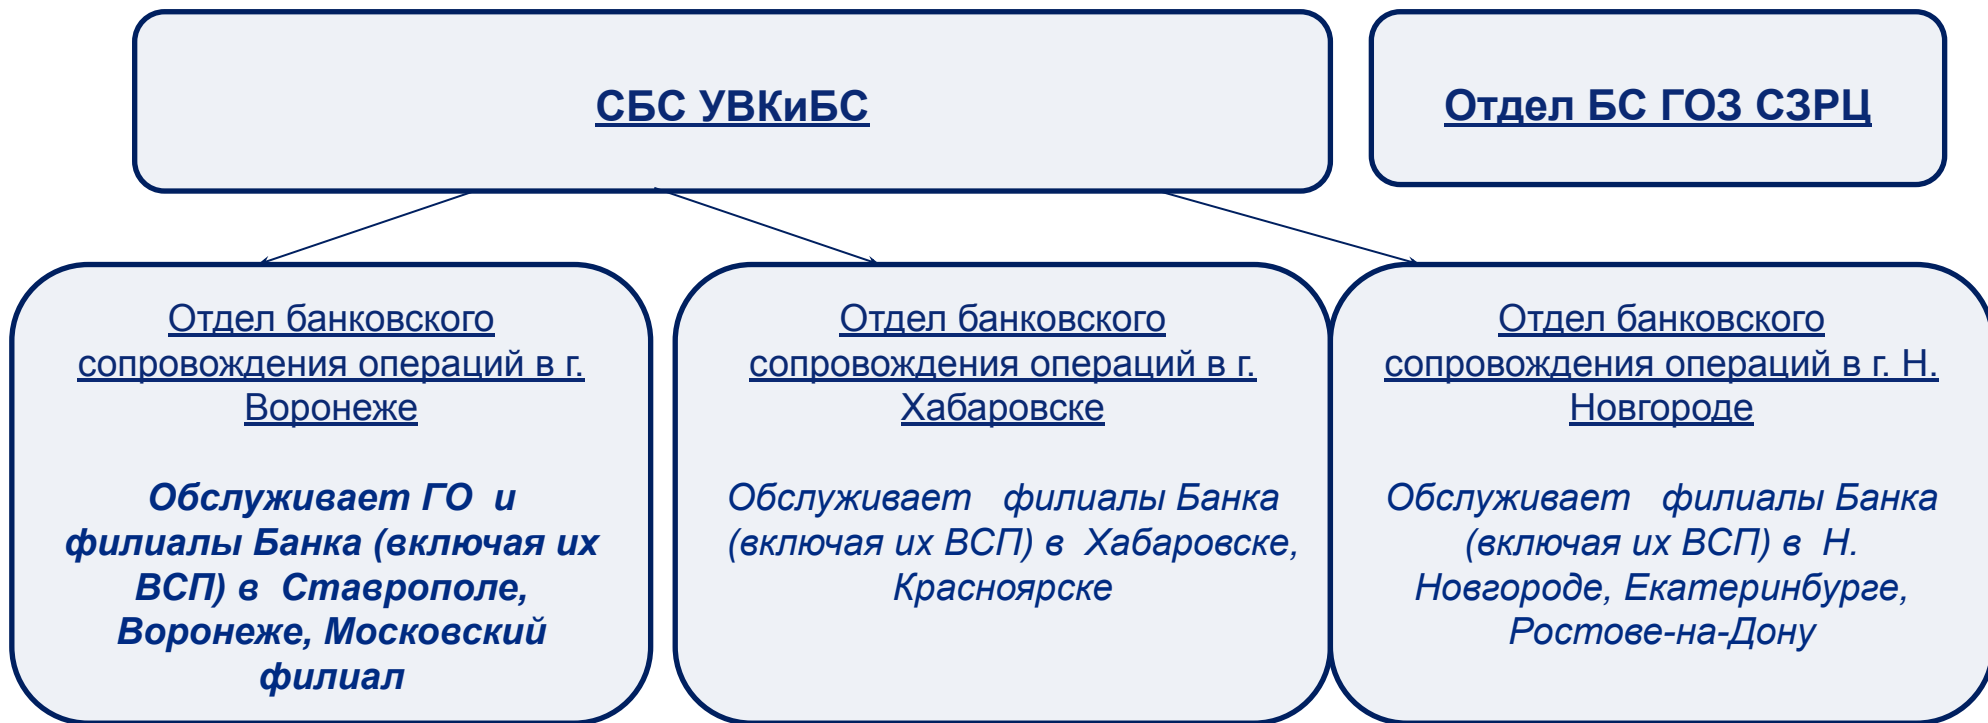 СБС УВКиБС
Отдел БС ГОЗ СЗРЦ
Отдел банковского
сопровождения операций в г.
Воронеже
Обслуживает ГО и
филиалы Банка (включая их
ВСП) в Ставрополе,
Воронеже, Московский
филиал
Отдел банковского
сопровождения операций в г.
Хабаровске
Обслуживает филиалы Банка
(включая их ВСП) в Хабаровске,
Красноярске
Отдел банковского
сопровождения операций в г. Н.
Новгороде
Обслуживает филиалы Банка
(включая их ВСП) в Н.
Новгороде, Екатеринбурге,
Ростове-на-Дону